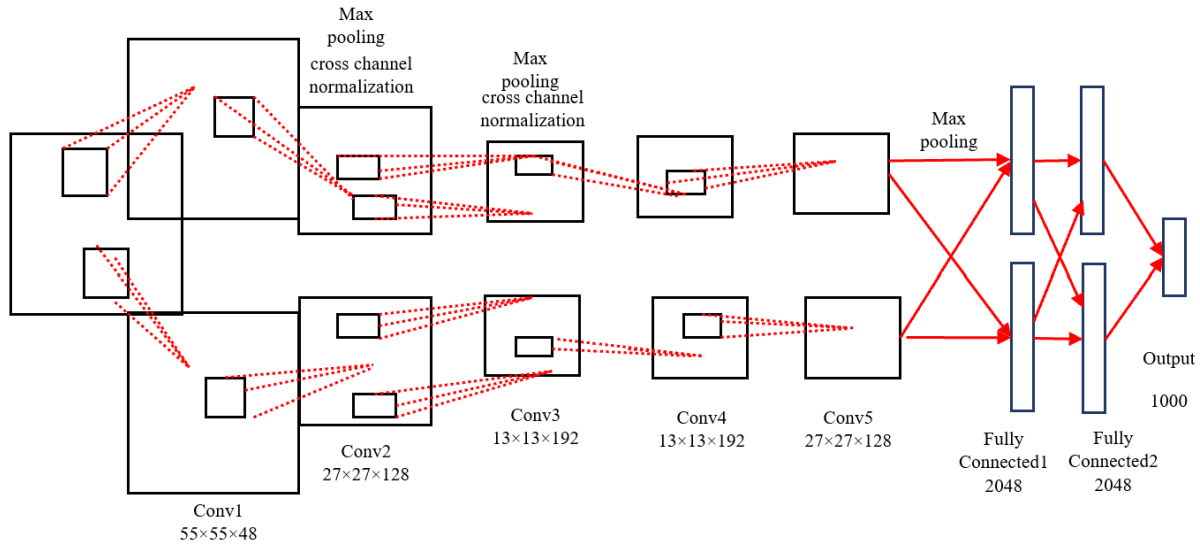 Max
pooling
cross channel
normalization
Max
pooling
cross channel
normalization
Max
pooling
Conv1
55×55×48
Conv2
27×27×128
Conv3
13×13×192
Conv4
13×13×192
Conv5
27×27×128
Fully
Connected1
2048
Fully
Connected2
2048
Output
1000